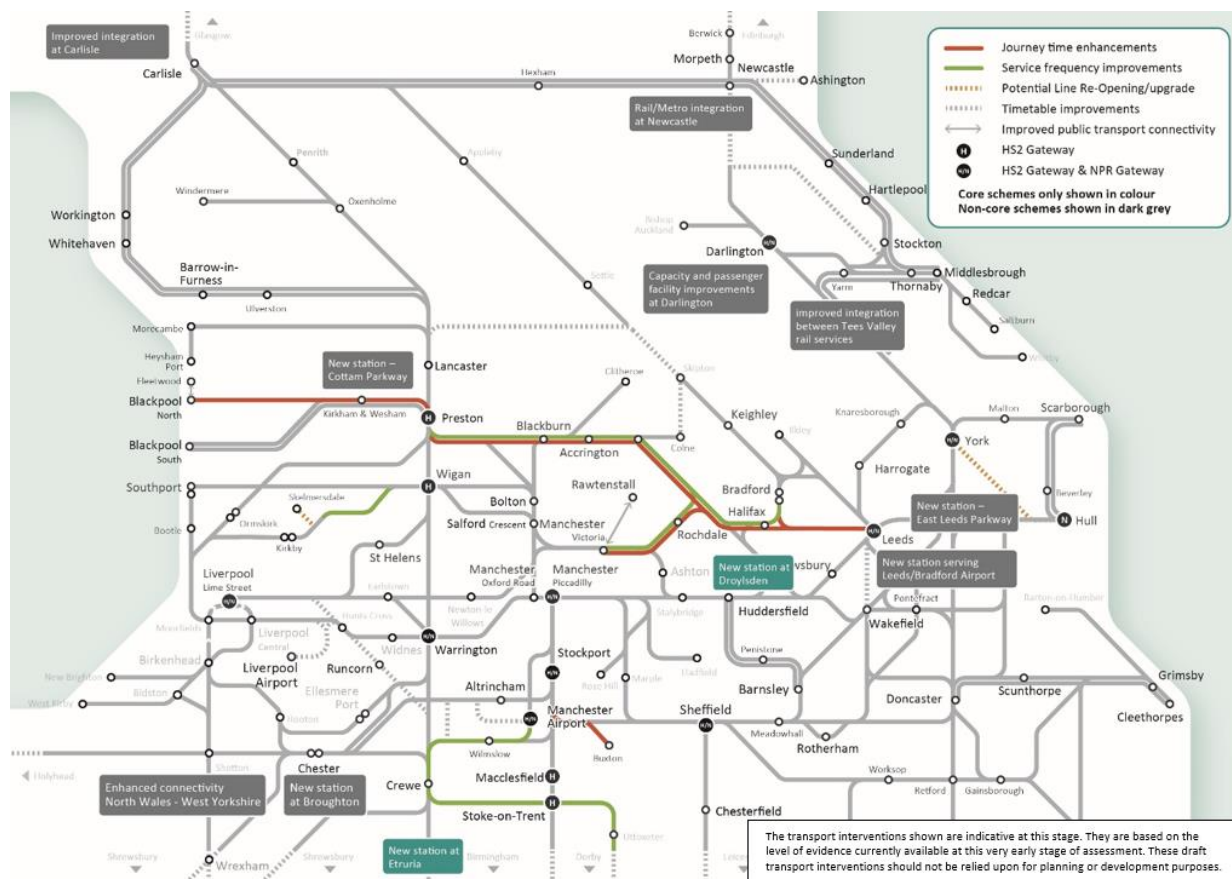 Glasgow
Edinburgh
Improved integration
at Carlisle
Carlisle
Hexham
Berwick
Morpeth
Newcastle
Ashington
Rail/Metro integration
at Newcastle
Journey time enhancements
Service frequency improvements
Potential Line Re-Opening/upgrade
Timetable improvements
Improved public transport connectivity
H
HS2 Gateway
H/N
HS2 Gateway & NPR Gateway
Core schemes only shown in colour
Non-core schemes shown in dark grey
Penrith
Appleby
Windermere
Oxenholme
Workington
Whitehaven
Barrow-in-
Furness
Ulverston
Sunderland
Hartlepool
Stockton
Bishop
Auckland
Darlington
H/N
Capacity and passenger
facility improvements
at Darlington
Yarm
Thornaby
Middlesbrough
Redcar
Saltburn
Whitby
improved integration
between Tees Valley
rail services
Settle
Morecambe
Heysham
Port
Fleetwood
Blackpool
North
Blackpool
South
New station –
Cottam Parkway
Lancaster
Kirkham & Wesham
H
Preston
Clitheroe
Skipton
Blackburn
Accrington
Colne
Keighley
Ilkley
Knaresborough
Harrogate
Malton
Scarborough
H/N
York
Beverley
N
Hull
Southport
Skelmersdale
Wigan
H
Ormskirk
Bootle
Kirkby
St Helens
Bolton
Salford Crescent
Rawtenstall
Manchester
Victoria
Rochdale
Bradford
Halifax
H/N
Leeds
New station –
East Leeds Parkway
New station serving
Leeds/Bradford Airport
New station at
Droylsden
wsbury
Liverpool
Lime Street
H/N
Earlestown
Manchester
Oxford Road
Manchester
Piccadilly
H/N
Ashton
Stalybridge
Huddersfield
Pontefract
Wakefield
Barton-on-Humber
Moorfields
Liverpool
Central
Hunts Cross
Newton le
Willows
Widnes
H/N
Warrington
Birkenhead
Liverpool
Airport
Runcorn
New Brighton
Bidston
West Kirby
Ellesmere
Port
Hooton
Altrincham
Stockport
H/N
Rose Hill
Marple
Hadfield
Penistone
Barnsley
Doncaster
Scunthorpe
Grimsby
Cleethorpes
Manchester
Airport
H/N
Sheffield
H/N
Meadowhall
Rotherham
Wilmslow
Buxton
Holyhead
Shotton
Chester
Crewe
Macclesfield
H
Worksop
Retford
Gainsborough
Enhanced connectivity
North Wales - West Yorkshire
New station
at Broughton
Stoke-on-Trent
H
Chesterfield
Uttoxeter
New station at
Etruria
Shrewsbury
Wrexham
Shrewsbury
Birmingham
Derby
The transport interventions shown are indicative at this stage. They are based on the
level of evidence currently available at this very early stage of assessment. These draft
transport interventions should not be relied upon for planning or development purposes.